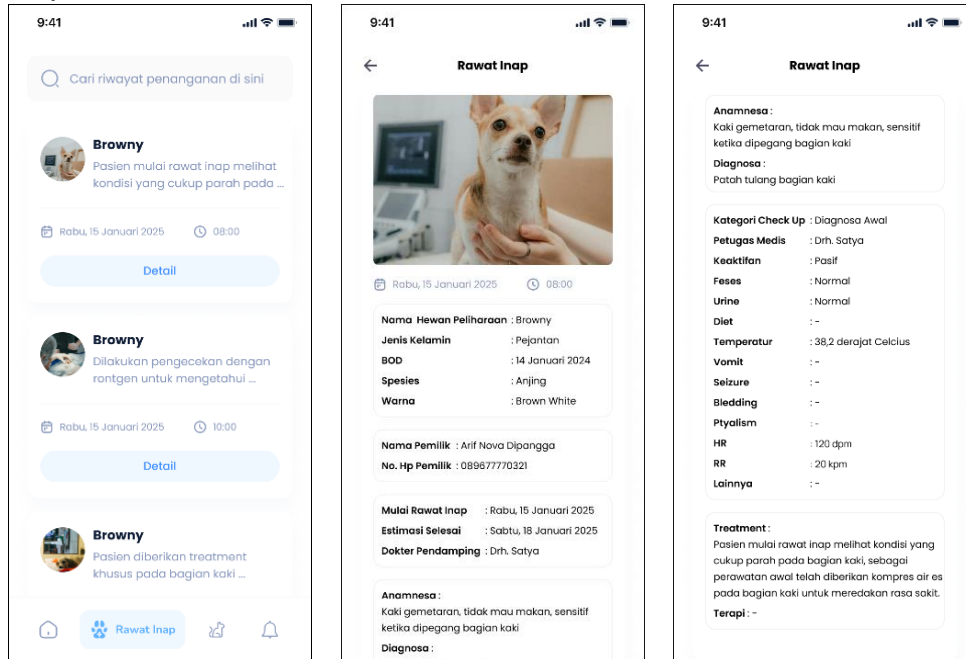 9:41
Cari riwayat penanganan di sini
Browny
Pasien mulai rawat inap melihat
kondisi yang cukup parah pada ...
Rabu, 15 Januari 2025 08:00
Detail
Browny
Dilakukan pengecekan dengan
rontgen untuk mengetahui ...
Rabu, 15 Januari 2025 10:00
Detail
Browny
Pasien diberikan treatment
khusus pada bagian kaki ...
Rawat Inap
9:41
Rawat Inap
Rabu, 15 Januari 2025 08:00
Nama Hewan Peliharaan : Browny
Jenis Kelamin : Pejantan
BOD : 14 Januari 2024
Spesies : Anjing
Warna : Brown White
Nama Pemilik : Arif Nova Dipangga
No. Hp Pemilik : 089677770321
Mulai Rawat Inap : Rabu, 15 Januari 2025
Estimasi Selesai : Sabtu, 18 Januari 2025
Dokter Pendamping : Drh. Satya
Anamnesa :
Kaki gemetaran, tidak mau makan, sensitif
ketika dipegang bagian kaki
Diagnosa :
9:41
Rawat Inap
Anamnesa :
Kaki gemetaran, tidak mau makan, sensitif
ketika dipegang bagian kaki
Diagnosa :
Patah tulang bagian kaki
Kategori Check Up : Diagnosa Awal
Petugas Medis : Drh. Satya
Keaktifan : Pasif
Feses : Normal
Urine : Normal
Diet : -
Temperatur : 38,2 derajat Celcius
Vomit : -
Seizure : -
Bledding : -
Ptyalism : -
HR : 120 dpm
RR : 20 kpm
Lainnya : -
Treatment :
Pasien mulai rawat inap melihat kondisi yang
cukup parah pada bagian kaki, sebagai
perawatan awal telah diberikan kompres air es
pada bagian kaki untuk meredakan rasa sakit.
Terapi : -